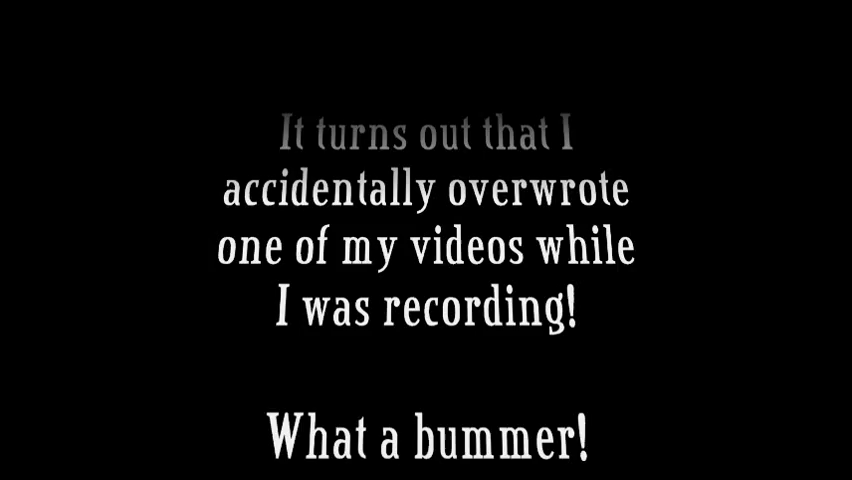 It turns out that I
accidentally overwrote
one of my videos while
I was recording!
What a bummer!